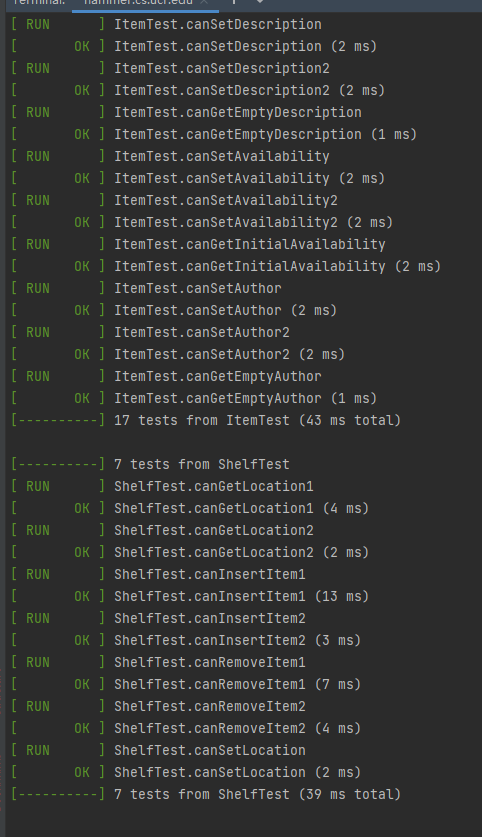 Terminal: hammer.cs.ucr.edu × + ⌄
[ RUN      ] ItemTest.canSetDescription
[       OK ] ItemTest.canSetDescription (2 ms)
[ RUN      ] ItemTest.canSetDescription2
[       OK ] ItemTest.canSetDescription2 (2 ms)
[ RUN      ] ItemTest.canGetEmptyDescription
[       OK ] ItemTest.canGetEmptyDescription (1 ms)
[ RUN      ] ItemTest.canSetAvailability
[       OK ] ItemTest.canSetAvailability (2 ms)
[ RUN      ] ItemTest.canSetAvailability2
[       OK ] ItemTest.canSetAvailability2 (2 ms)
[ RUN      ] ItemTest.canGetInitialAvailability
[       OK ] ItemTest.canGetInitialAvailability (2 ms)
[ RUN      ] ItemTest.canSetAuthor
[       OK ] ItemTest.canSetAuthor (2 ms)
[ RUN      ] ItemTest.canSetAuthor2
[       OK ] ItemTest.canSetAuthor2 (2 ms)
[ RUN      ] ItemTest.canGetEmptyAuthor
[       OK ] ItemTest.canGetEmptyAuthor (1 ms)
[----------] 17 tests from ItemTest (43 ms total)

[----------] 7 tests from ShelfTest
[ RUN      ] ShelfTest.canGetLocation1
[       OK ] ShelfTest.canGetLocation1 (4 ms)
[ RUN      ] ShelfTest.canGetLocation2
[       OK ] ShelfTest.canGetLocation2 (2 ms)
[ RUN      ] ShelfTest.canInsertItem1
[       OK ] ShelfTest.canInsertItem1 (13 ms)
[ RUN      ] ShelfTest.canInsertItem2
[       OK ] ShelfTest.canInsertItem2 (3 ms)
[ RUN      ] ShelfTest.canRemoveItem1
[       OK ] ShelfTest.canRemoveItem1 (7 ms)
[ RUN      ] ShelfTest.canRemoveItem2
[       OK ] ShelfTest.canRemoveItem2 (4 ms)
[ RUN      ] ShelfTest.canSetLocation
[       OK ] ShelfTest.canSetLocation (2 ms)
[----------] 7 tests from ShelfTest (39 ms total)